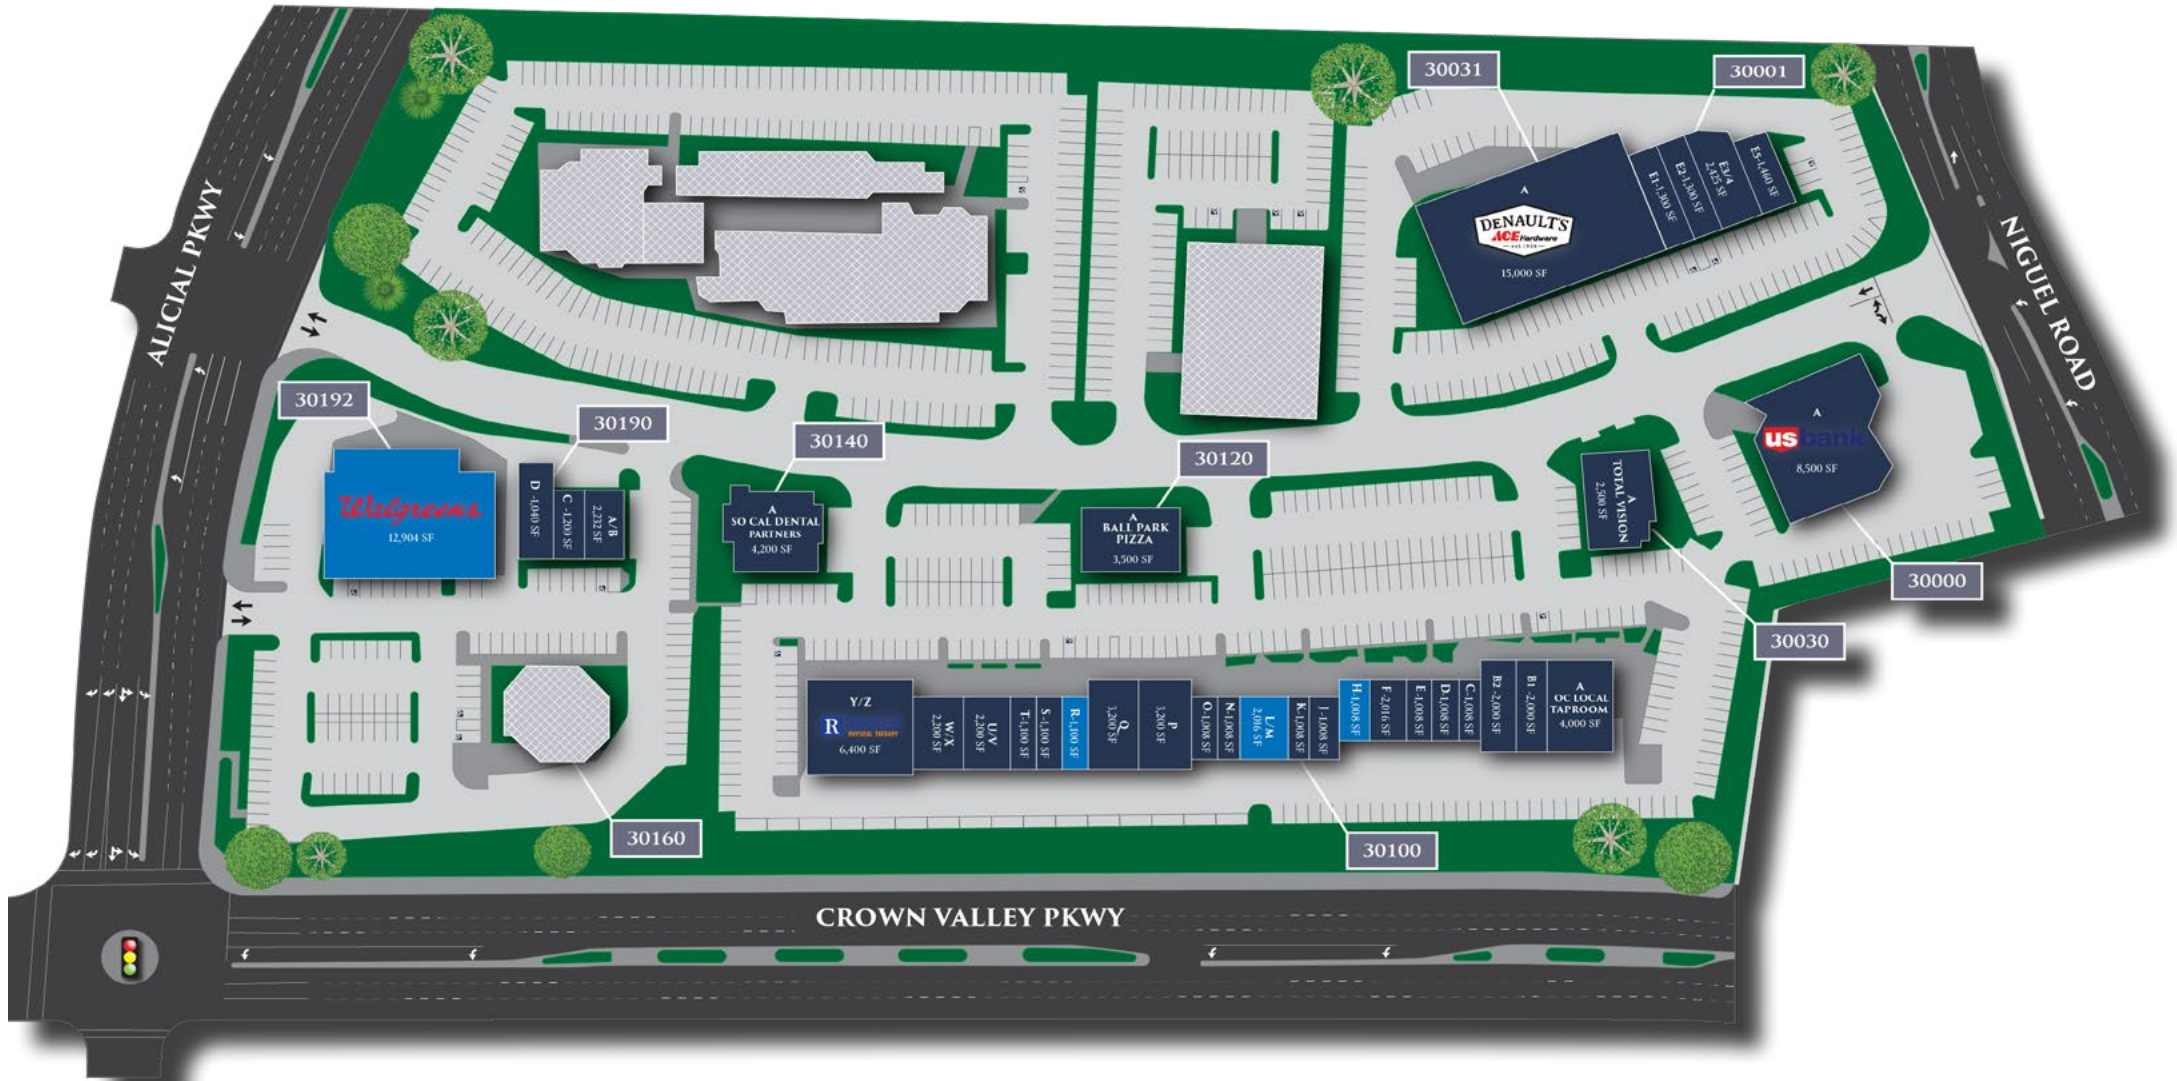 30031
30001
A
DENAULT'S
ACE Hardware
15,000 SF
E1-1,300 SF
E2-1,300 SF
E3/4
2,425 SF
E5-1,460 SF
ALICIAL PKWY
NIGUEL ROAD
30192
30190
30140
30120
Walgreens
12,904 SF
D -1,040 SF
C -1,200 SF
A/B
2,232 SF
A
SO CAL DENTAL
PARTNERS
4,200 SF
A
BALL PARK
PIZZA
3,500 SF
A
TOTAL VISION
2,500 SF
A
us bank
8,500 SF
30000
30030
Y/Z
R
PHYSICAL THERAPY
6,400 SF
W/X
2,200 SF
U/V
2,200 SF
T-1,100 SF
S -1,100 SF
R-1,100 SF
Q
3,200 SF
P
3,200 SF
O-1,008 SF
N-1,008 SF
L/M
2,016 SF
K-1,008 SF
J -1,008 SF
H-1,008 SF
F-2,016 SF
E-1,008 SF
D-1,008 SF
C-1,008 SF
B2 -2,000 SF
B1 -2,000 SF
A
OC LOCAL
TAPROOM
4,000 SF
30160
30100
CROWN VALLEY PKWY